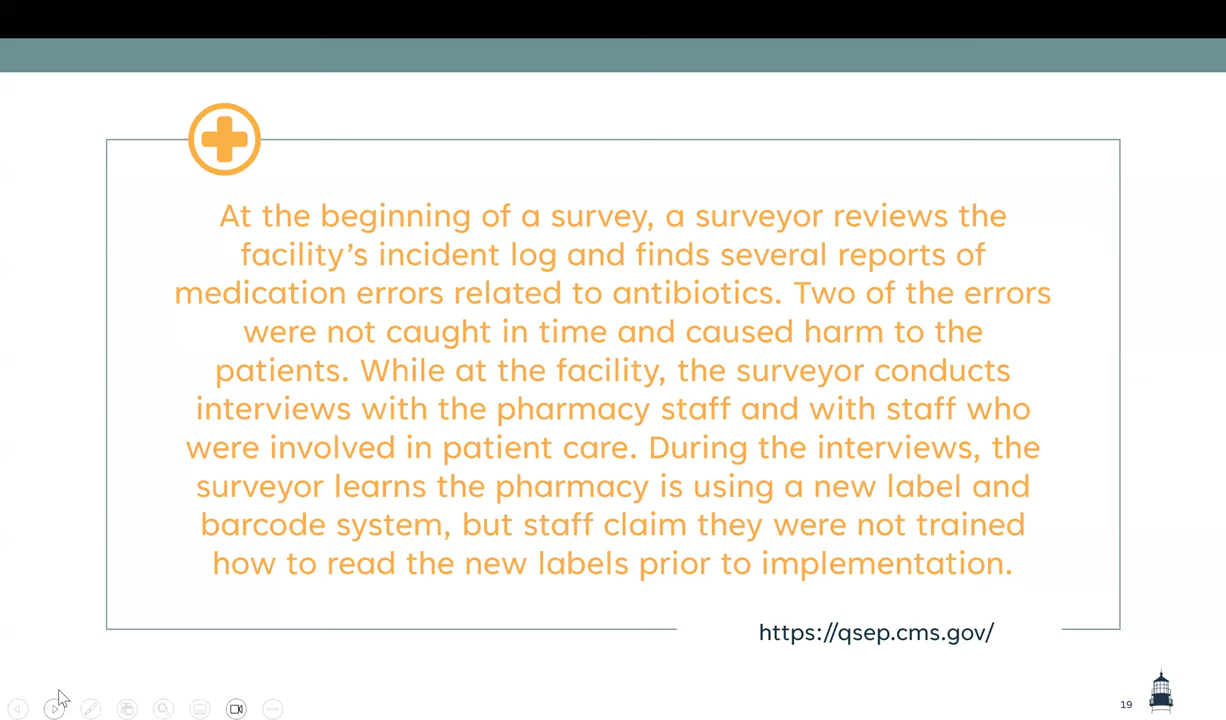 At the beginning of a survey, a surveyor reviews the
facility’s incident log and finds several reports of
medication errors related to antibiotics. Two of the errors
were not caught in time and caused harm to the
patients. While at the facility, the surveyor conducts
interviews with the pharmacy staff and with staff who
were involved in patient care. During the interviews, the
surveyor learns the pharmacy is using a new label and
barcode system, but staff claim they were not trained
how to read the new labels prior to implementation.
https://qsep.cms.gov/
19